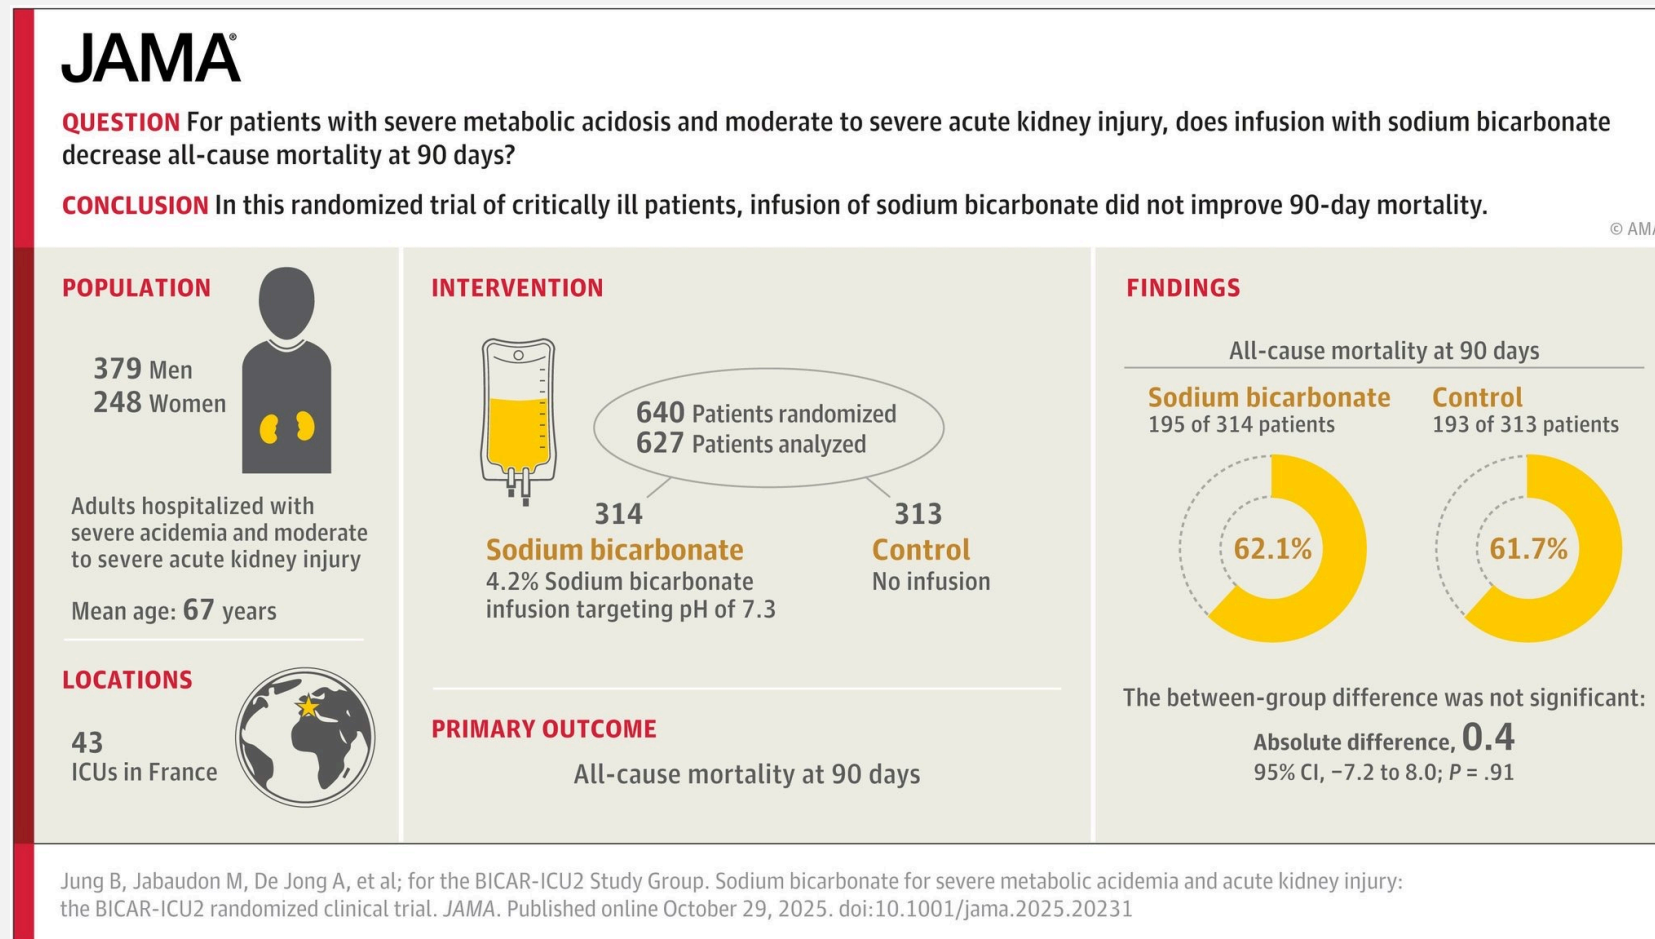 JAMA®
QUESTION For patients with severe metabolic acidosis and moderate to severe acute kidney injury, does infusion with sodium bicarbonate
decrease all-cause mortality at 90 days?
CONCLUSION In this randomized trial of critically ill patients, infusion of sodium bicarbonate did not improve 90-day mortality.
© AMA
POPULATION
379 Men
248 Women
Adults hospitalized with
severe acidemia and moderate
to severe acute kidney injury
Mean age: 67 years
LOCATIONS
43
ICUs in France
INTERVENTION
640 Patients randomized
627 Patients analyzed
314
Sodium bicarbonate
4.2% Sodium bicarbonate
infusion targeting pH of 7.3
313
Control
No infusion
PRIMARY OUTCOME
All-cause mortality at 90 days
FINDINGS
All-cause mortality at 90 days
Sodium bicarbonate
195 of 314 patients
62.1%
Control
193 of 313 patients
61.7%
The between-group difference was not significant:
Absolute difference, 0.4
95% CI, −7.2 to 8.0; P = .91
Jung B, Jabaudon M, De Jong A, et al; for the BICAR-ICU2 Study Group. Sodium bicarbonate for severe metabolic acidemia and acute kidney injury:
the BICAR-ICU2 randomized clinical trial. JAMA. Published online October 29, 2025. doi:10.1001/jama.2025.20231